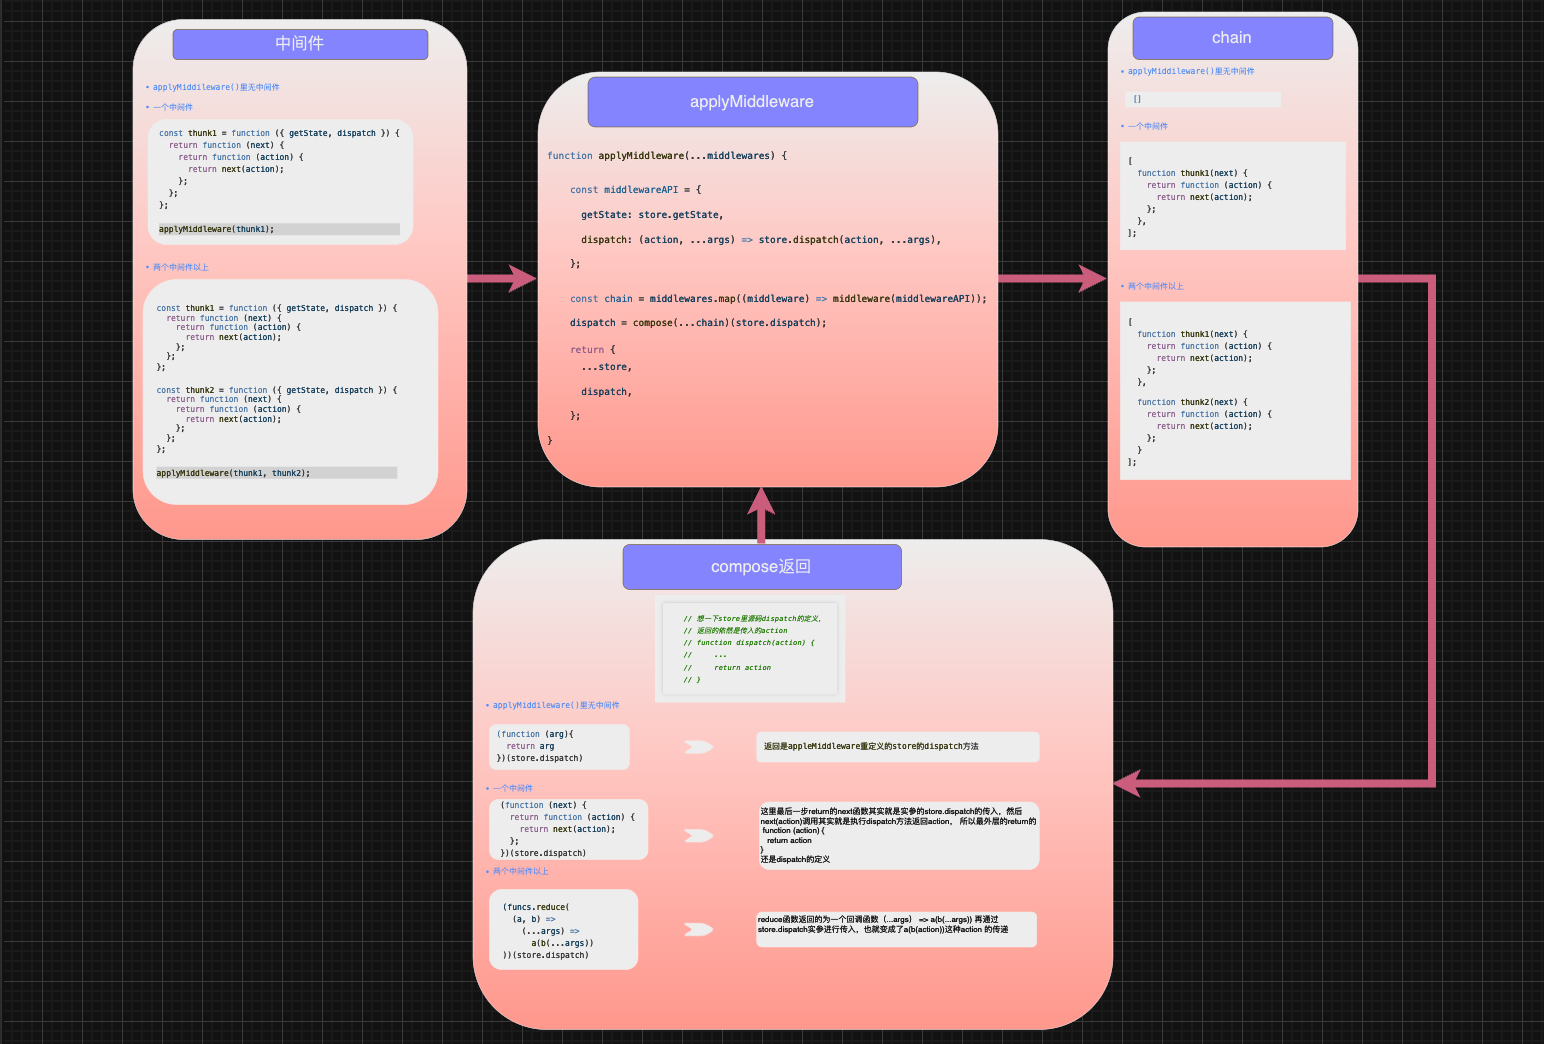 中间件
• applyMiddileware()里无中间件
• 一个中间件
const thunk1 = function ({ getState, dispatch }) {
return function (next) {
return function (action) {
return next(action);
};
};
};
applyMiddleware(thunk1);
• 两个中间件以上
const thunk1 = function ({ getState, dispatch }) {
return function (next) {
return function (action) {
return next(action);
};
};
};
const thunk2 = function ({ getState, dispatch }) {
return function (next) {
return function (action) {
return next(action);
};
};
};
applyMiddleware(thunk1, thunk2);
applyMiddleware
function applyMiddleware(...middlewares) {
const middlewareAPI = {
getState: store.getState,
dispatch: (action, ...args) => store.dispatch(action, ...args),
};
const chain = middlewares.map((middleware) => middleware(middlewareAPI));
dispatch = compose(...chain)(store.dispatch);
return {
...store,
dispatch,
};
}
chain
• applyMiddileware()里无中间件
[]
• 一个中间件
[
function thunk1(next) {
return function (action) {
return next(action);
};
},
];
• 两个中间件以上
[
function thunk1(next) {
return function (action) {
return next(action);
};
},
function thunk2(next) {
return function (action) {
return next(action);
};
}
];
compose返回
// 想一下store里源码dispatch的定义，
// 返回的依然是传入的action
// function dispatch(action) {
// ...
// return action
// }
• applyMiddileware()里无中间件
(function (arg){
return arg
})(store.dispatch)
返回是appleMiddleware重定义的store的dispatch方法
• 一个中间件
(function (next) {
return function (action) {
return next(action);
};
})(store.dispatch)
这里最后一步return的next函数其实就是实参的store.dispatch的传入，然后
next(action)调用其实就是执行dispatch方法返回action， 所以最外层的return的
function (action) {
return action
}
还是dispatch的定义
• 两个中间件以上
(funcs.reduce(
(a, b) =>
(...args) =>
a(b(...args))
))(store.dispatch)
reduce函数返回的为一个回调函数（...args） => a(b(...args)) 再通过
store.dispatch实参进行传入，也就变成了a(b(action))这种action 的传递